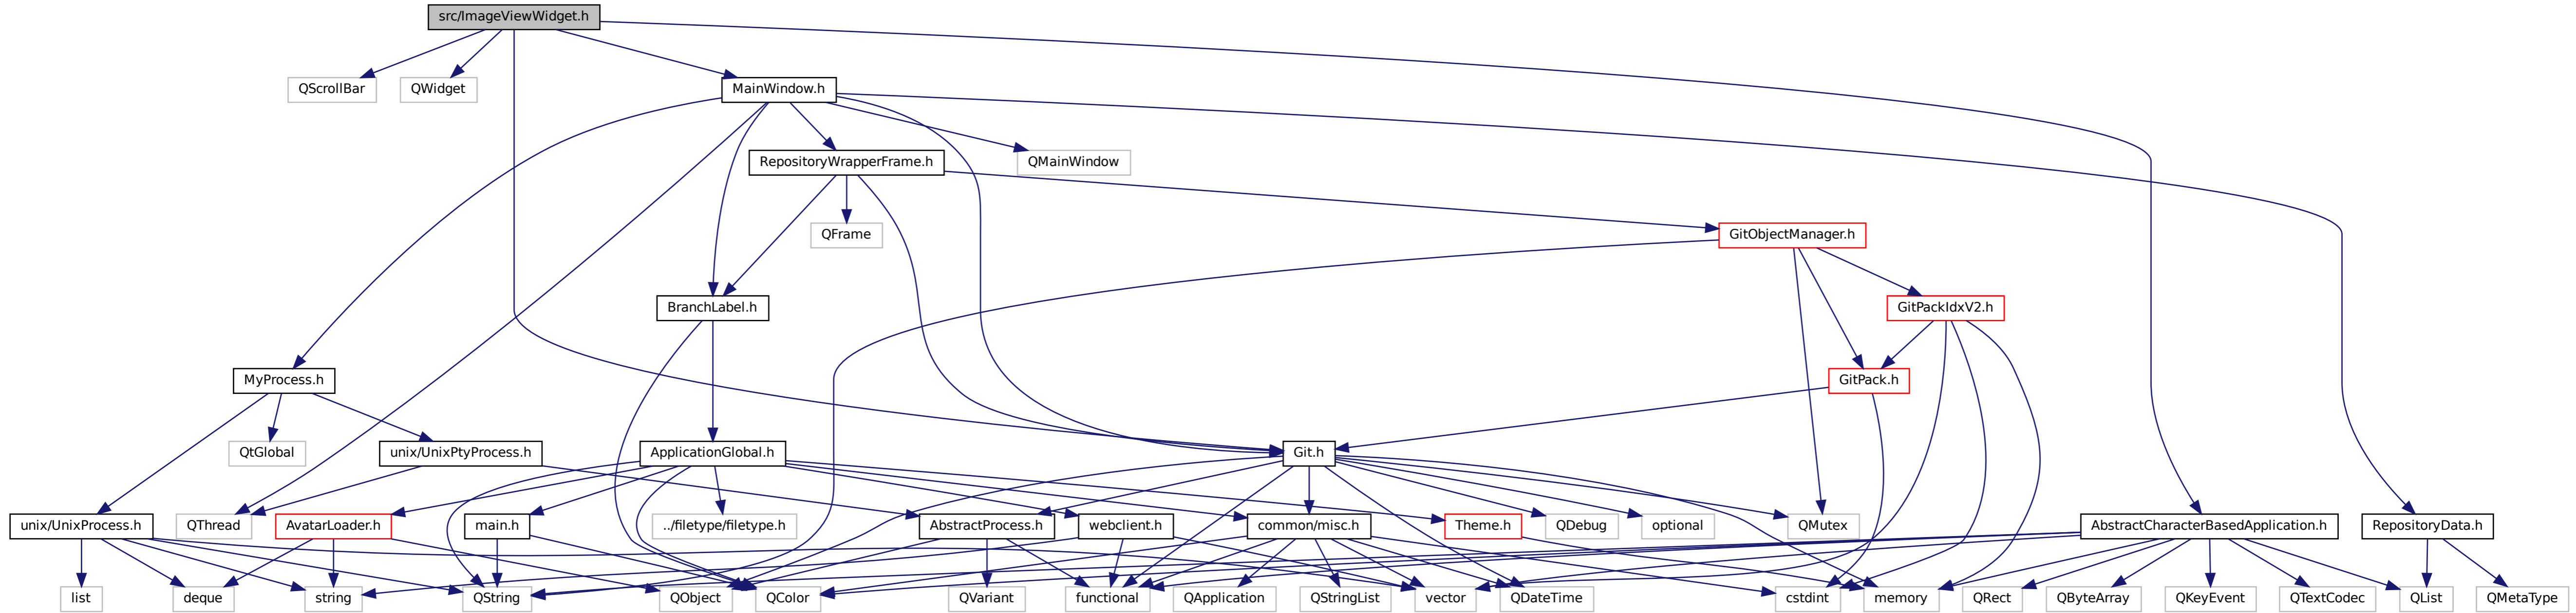 src/ImageViewWidget.h
QScrollBar
QWidget
MainWindow.h
RepositoryWrapperFrame.h
QMainWindow
QFrame
GitObjectManager.h
BranchLabel.h
GitPackIdxV2.h
MyProcess.h
GitPack.h
QtGlobal
unix/UnixPtyProcess.h
ApplicationGlobal.h
Git.h
unix/UnixProcess.h
QThread
AvatarLoader.h
main.h
../filetype/filetype.h
AbstractProcess.h
webclient.h
common/misc.h
Theme.h
QDebug
optional
QMutex
AbstractCharacterBasedApplication.h
RepositoryData.h
list
deque
string
QString
QObject
QColor
QVariant
functional
QApplication
QStringList
vector
QDateTime
cstdint
memory
QRect
QByteArray
QKeyEvent
QTextCodec
QList
QMetaType